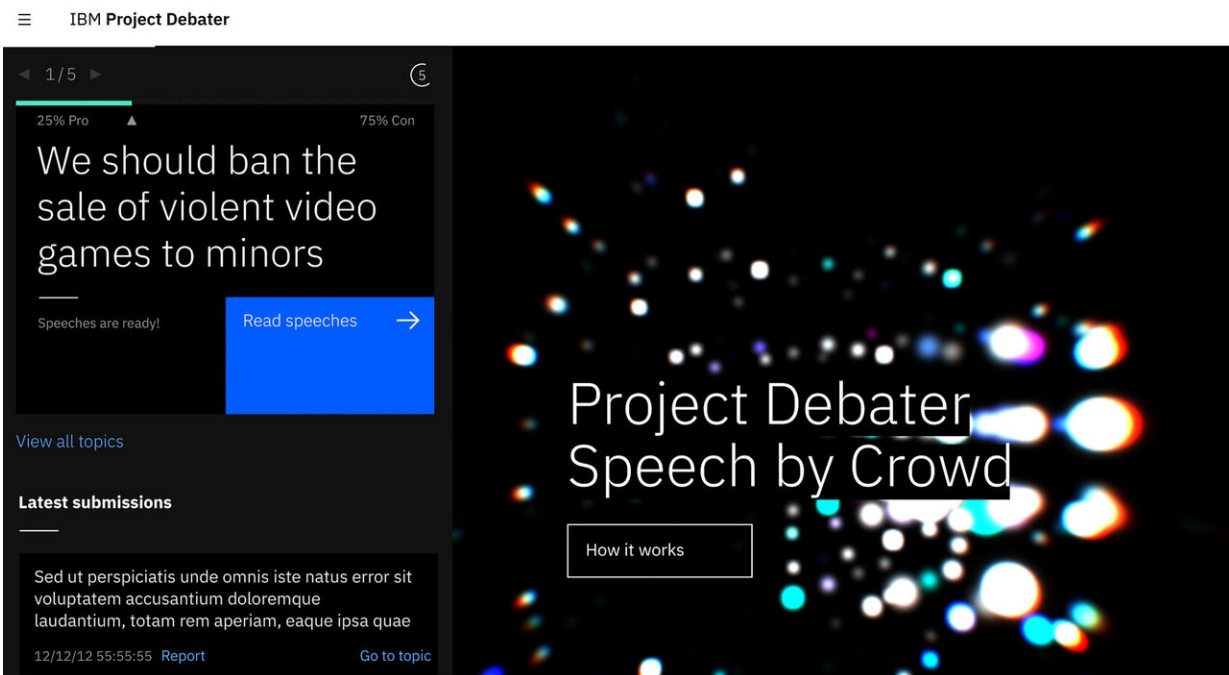 IBM Project Debater
1/5
5
25% Pro
75% Con
We should ban the
sale of violent video
games to minors
Speeches are ready!
Read speeches
View all topics
Latest submissions
Sed ut perspiciatis unde omnis iste natus error sit
voluptatem accusantium doloremque
laudantium, totam rem aperiam, eaque ipsa quae
12/12/12 55:55:55 Report
Go to topic
Project Debater
Speech by Crowd
How it works